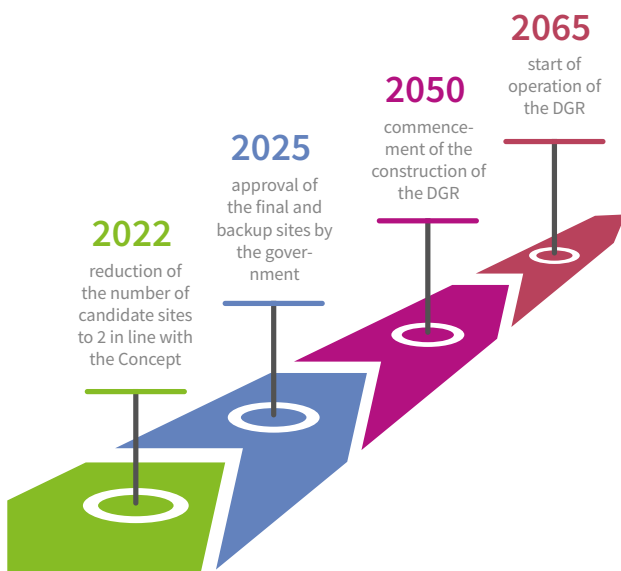 2022
reduction of
the number of
candidate sites
to 2 in line with
the Concept
2025
approval of
the final and
backup sites by
the gover-
nment
2050
commence-
ment of the
construction of
the DGR
2065
start of
operation of
the DGR